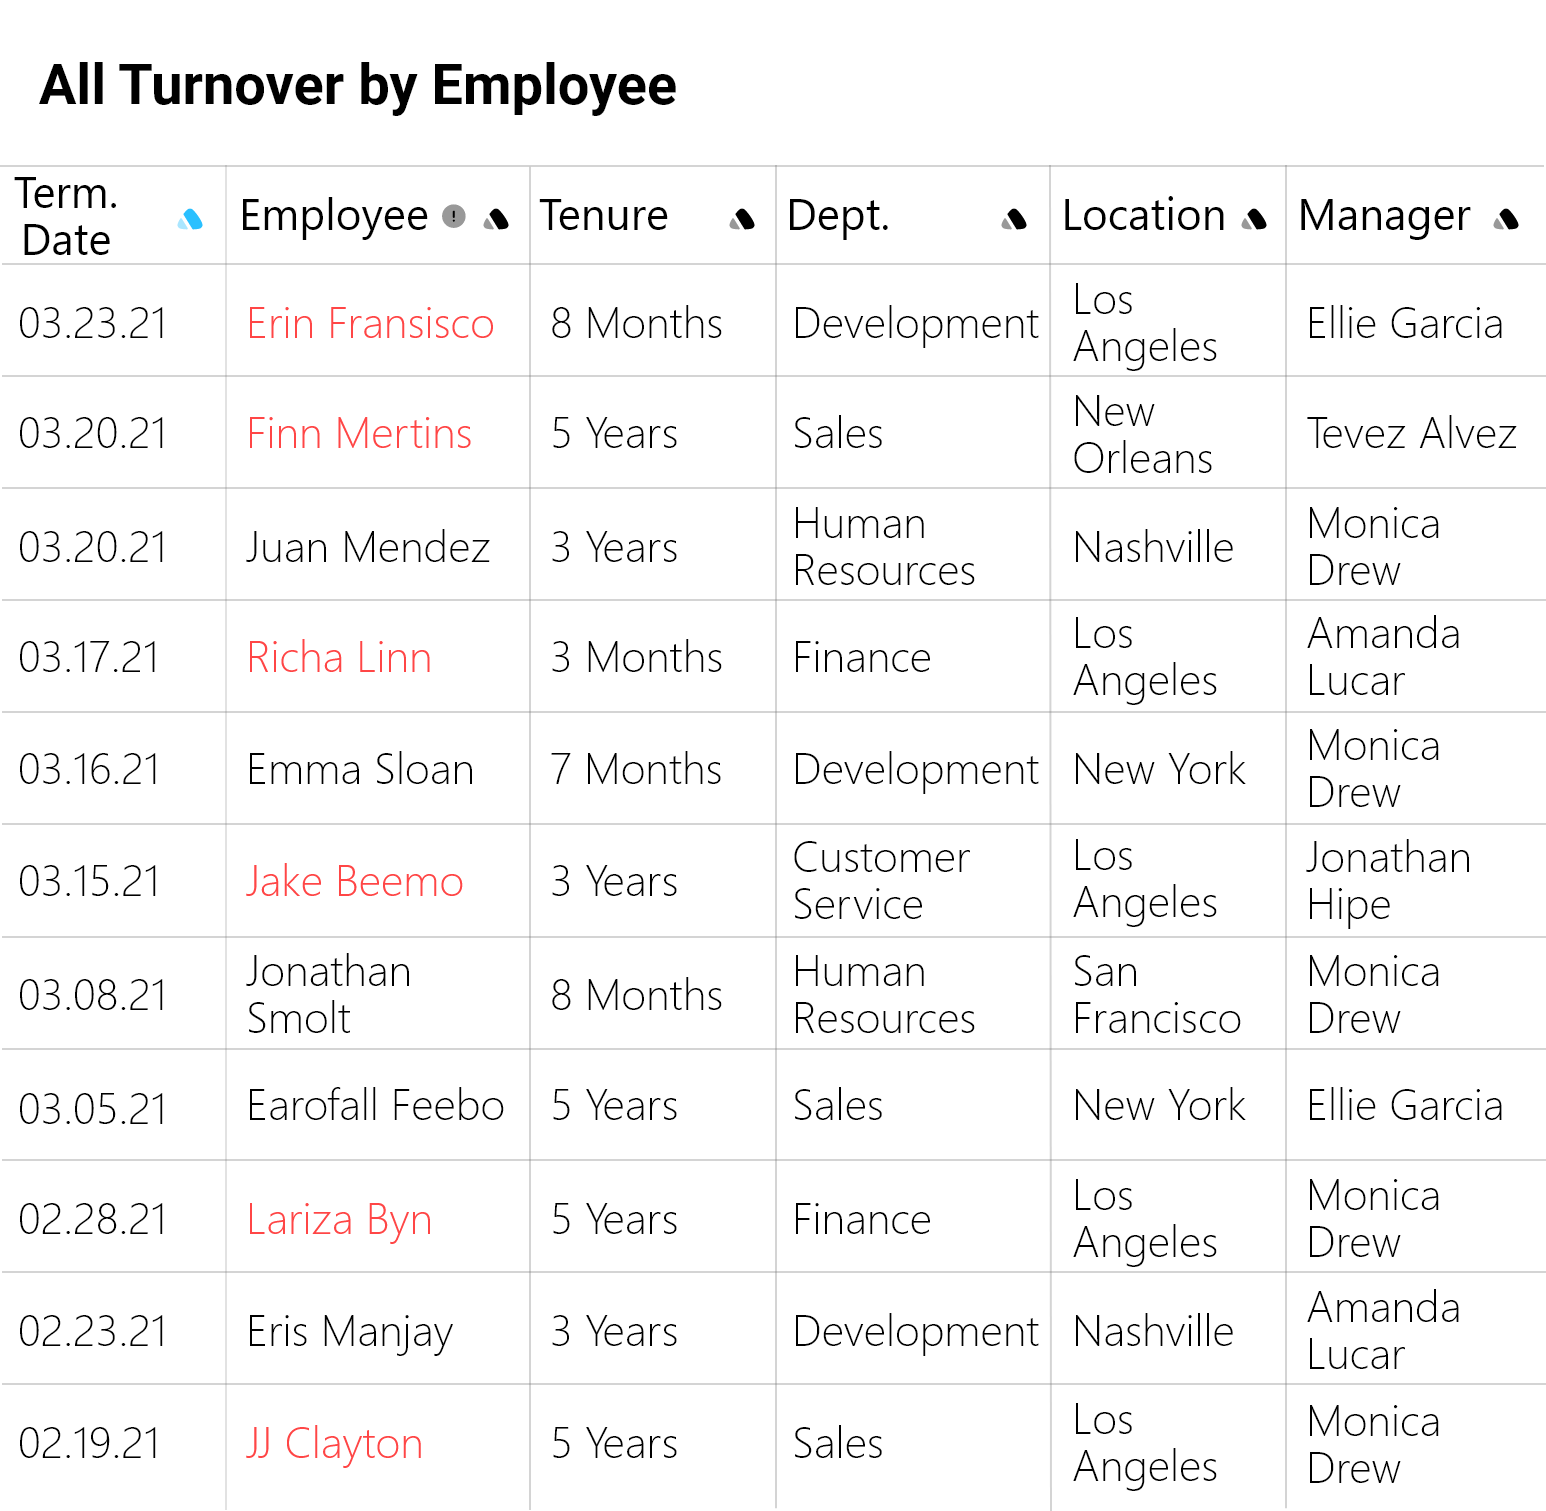 All Turnover by Employee
Term. Date Employee ! Tenure Dept. Location Manager
03.23.21 Erin Fransisco 8 Months Development Los Angeles Ellie Garcia
03.20.21 Finn Mertins 5 Years Sales New Orleans Tevez Alvez
03.20.21 Juan Mendez 3 Years Human Resources Nashville Monica Drew
03.17.21 Richa Linn 3 Months Finance Los Angeles Amanda Lucar
03.16.21 Emma Sloan 7 Months Development New York Monica Drew
03.15.21 Jake Beemo 3 Years Customer Service Los Angeles Jonathan Hipe
03.08.21 Jonathan Smolt 8 Months Human Resources San Francisco Monica Drew
03.05.21 Earofall Feebo 5 Years Sales New York Ellie Garcia
02.28.21 Lariza Byn 5 Years Finance Los Angeles Monica Drew
02.23.21 Eris Manjay 3 Years Development Nashville Amanda Lucar
02.19.21 JJ Clayton 5 Years Sales Los Angeles Monica Drew